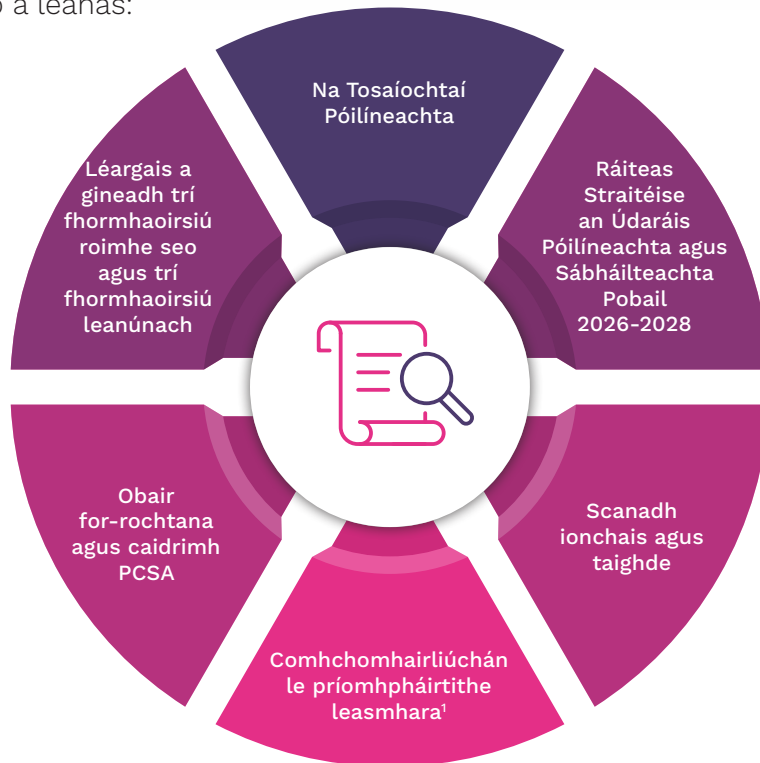 a leanas:
Na Tosaíochtaí
Póilíneachta
Ráiteas
Straitéise
an Údaráis
Póilíneachta agus
Sábháilteachta
Pobail
2026-2028
Scanadh
ionchais agus
taighde
Comhchomhairliúchán
le príomhpháirtithe
leasmhara¹
Obair
for-rochtana
agus caidrimh
PCSA
Léargais a
gineadh trí
fhormhaoirsiú
roimhe seo
agus trí
fhormhaoirsiú
leanúnach